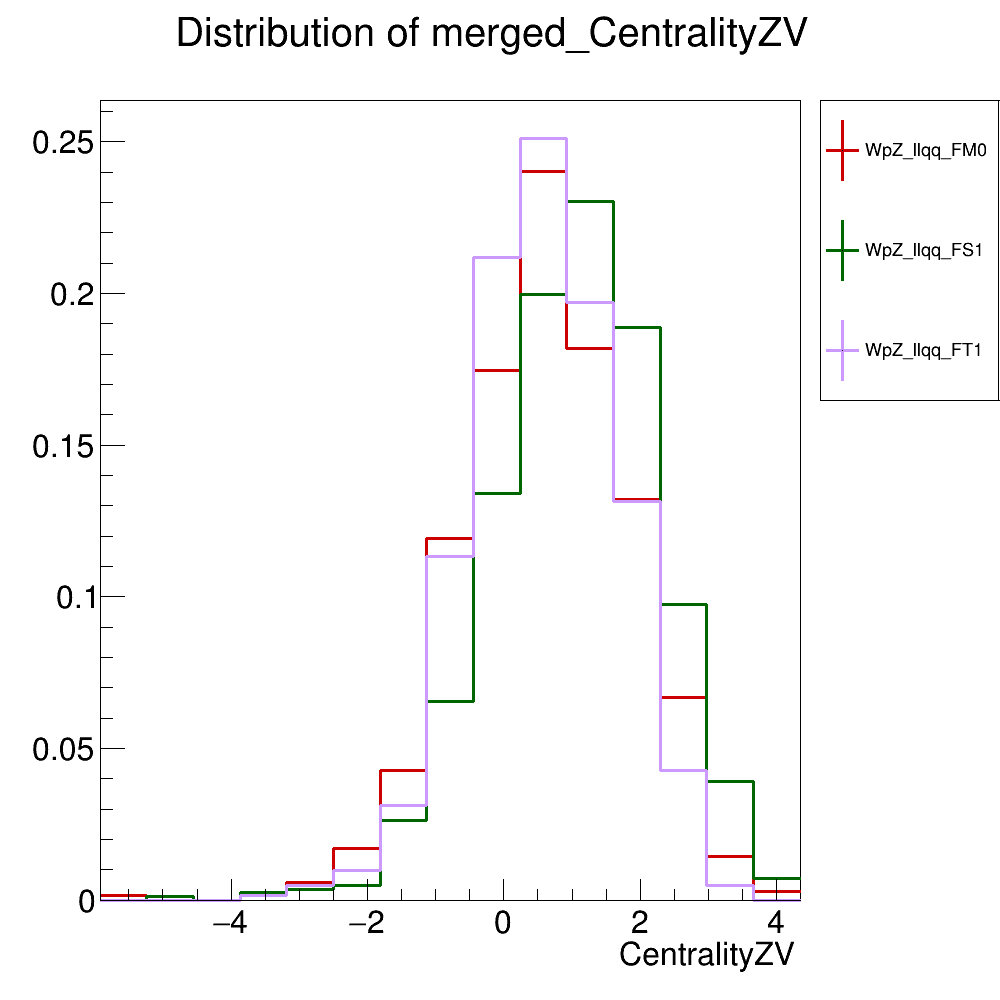 Distribution of merged_CentralityZV
0.25
0.2
0.15
0.1
0.05
0
−4
−2
0
2
4
CentralityZV
WpZ_llqq_FM0
WpZ_llqq_FS1
WpZ_llqq_FT1